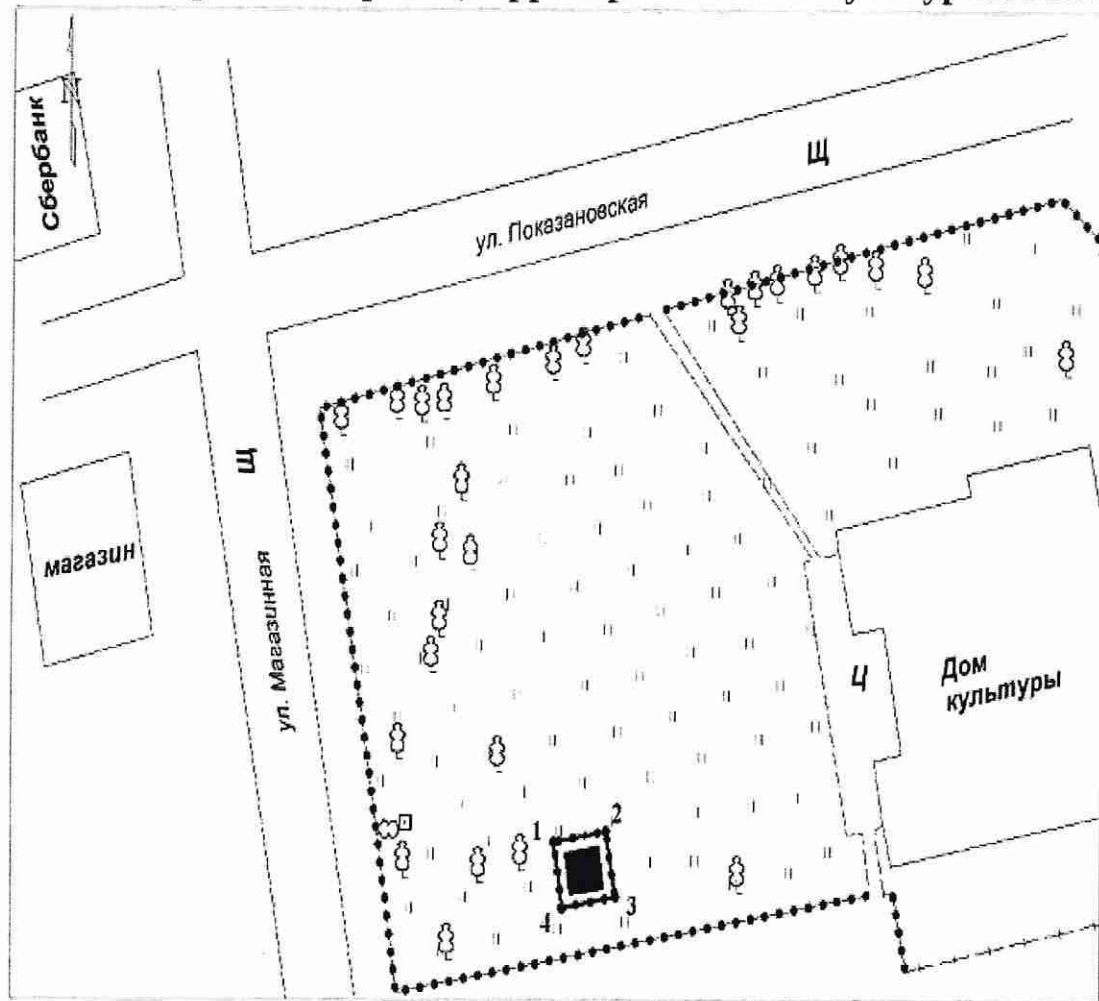 N
Сбербанк
Щ
ул. Показановская
Щ
магазин
ул. Магазинная
Ц
Дом
культуры
1
2
3
4